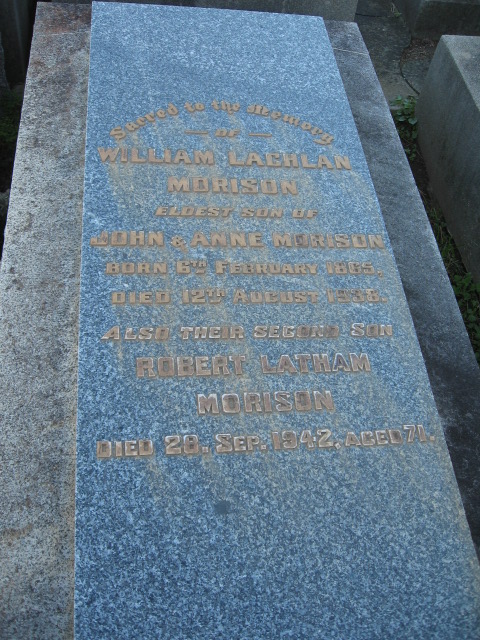 Sacred to the Memory
— OF —
WILLIAM LACHLAN
MORISON
ELDEST SON OF
JOHN & ANNE MORISON
BORN 6TH FEBRUARY 1865,
DIED 12TH AUGUST 1938.
ALSO THEIR SECOND SON
ROBERT LATHAM
MORISON
DIED 28. SEP. 1942, AGED 71.